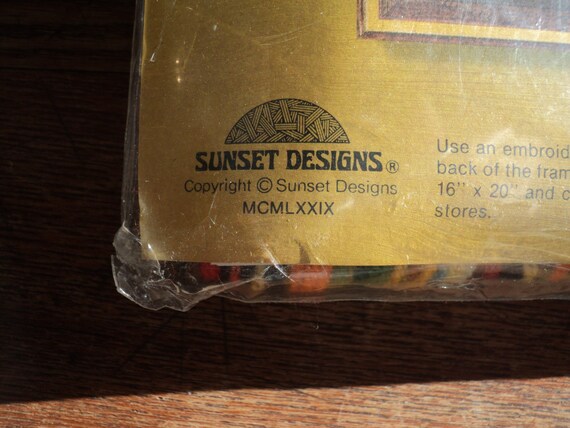 SUNSET DESIGNS®
Copyright © Sunset Designs
MCMLXXIX
Use an embroid
back of the fram
16" x 20" and c
stores.